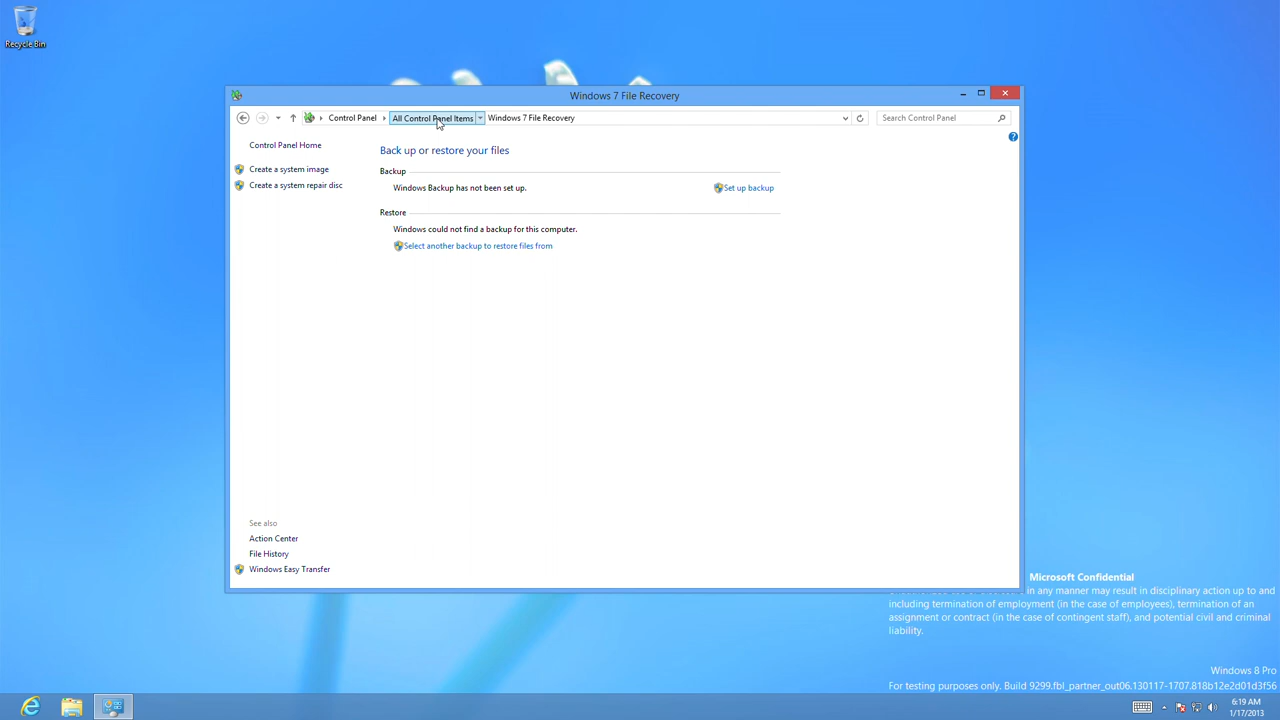 Recycle Bin
Windows 7 File Recovery
Control Panel
All Control Panel Items
Windows 7 File Recovery
Search Control Panel
Control Panel Home
Create a system image
Create a system repair disc
Back up or restore your files
Backup
Windows Backup has not been set up.
Set up backup
Restore
Windows could not find a backup for this computer.
Select another backup to restore files from
See also
Action Center
File History
Windows Easy Transfer
Microsoft Confidential
in any manner may result in disciplinary action up to and
including termination of employment (in the case of employees), termination of an
assignment or contract (in the case of contingent staff), and potential civil and criminal
liability.
Windows 8 Pro
For testing purposes only. Build 9299.fbl_partner_out06.130117-1707.818b12e2d01d3f56
6:19 AM
1/17/2013